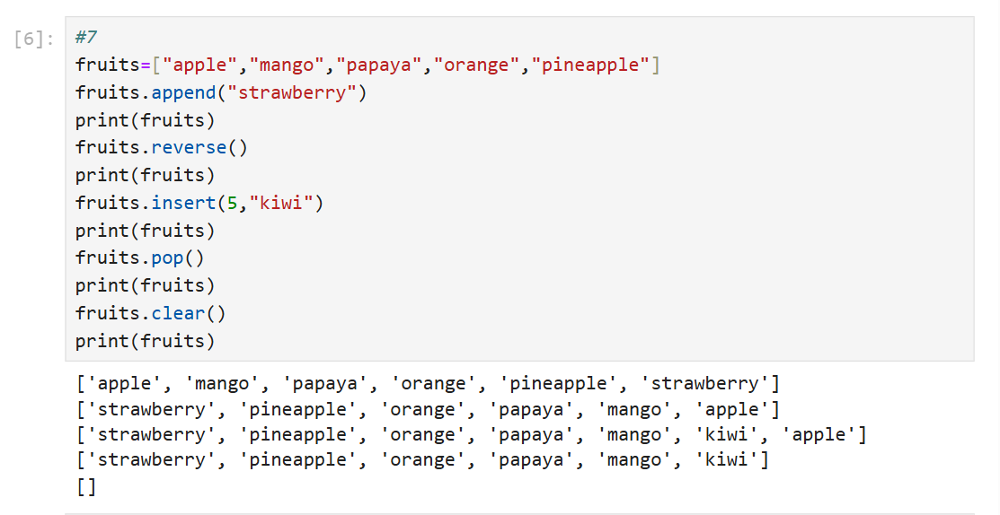 [6]:
#7
fruits=["apple","mango","papaya","orange","pineapple"]
fruits.append("strawberry")
print(fruits)
fruits.reverse()
print(fruits)
fruits.insert(5,"kiwi")
print(fruits)
fruits.pop()
print(fruits)
fruits.clear()
print(fruits)
['apple', 'mango', 'papaya', 'orange', 'pineapple', 'strawberry']
['strawberry', 'pineapple', 'orange', 'papaya', 'mango', 'apple']
['strawberry', 'pineapple', 'orange', 'papaya', 'mango', 'kiwi', 'apple']
['strawberry', 'pineapple', 'orange', 'papaya', 'mango', 'kiwi']
[]